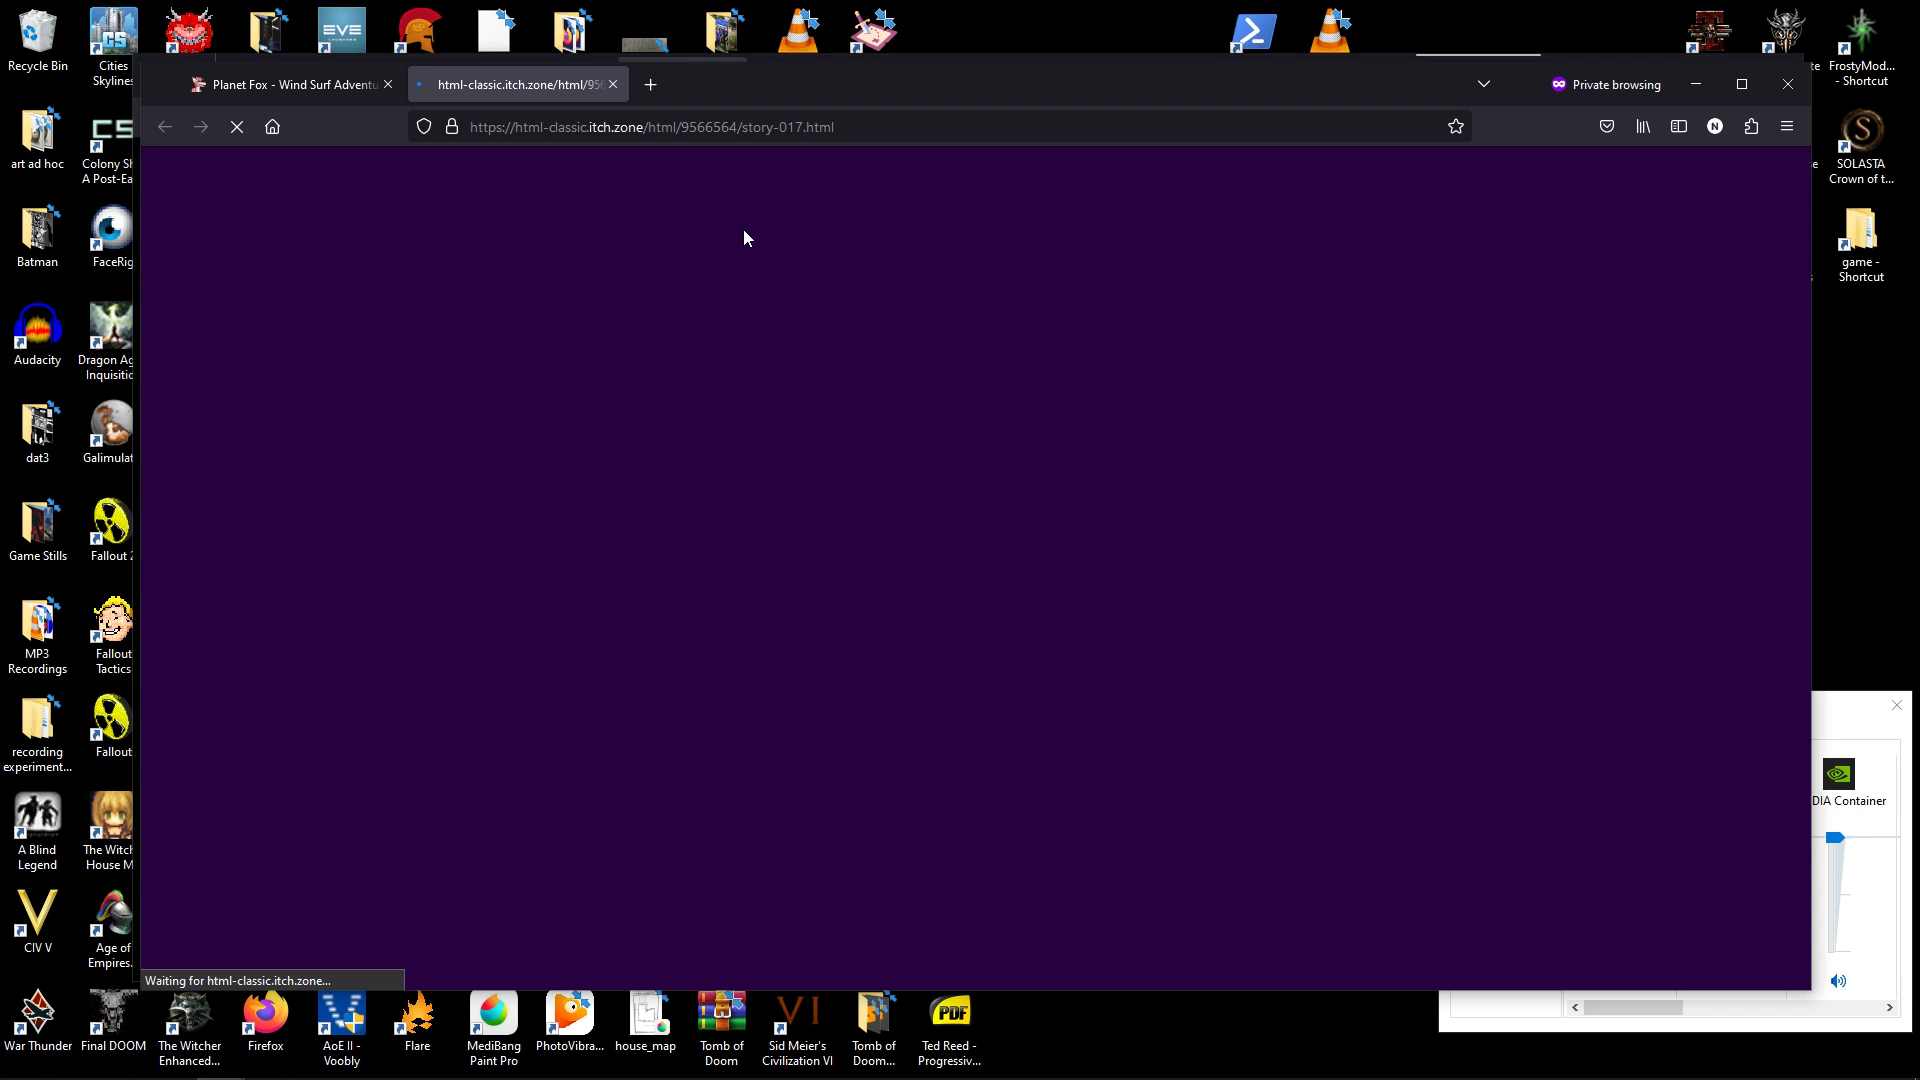 Recycle Bin
Cities
Skylines
EVE
FrostyMod...
- Shortcut
Planet Fox - Wind Surf Adventu
html-classic.itch.zone/html/956
Private browsing
https://html-classic.itch.zone/html/9566564/story-017.html
N
art ad hoc
Colony Sh
A Post-Ea
SOLASTA
Crown of t...
Batman
FaceRig
game -
Shortcut
Audacity
Dragon Ag
Inquisitic
dat3
Galimulat
Game Stills
Fallout 2
MP3
Recordings
Fallout
Tactics
recording
experiment...
Fallout
DIA Container
A Blind
Legend
The Witch
House M
CIV V
Age of
Empires.
Waiting for html-classic.itch.zone...
War Thunder
Final DOOM
The Witcher
Enhanced...
Firefox
AoE II -
Voobly
Flare
MediBang
Paint Pro
PhotoVibra...
house_map
Tomb of
Doom
VI
Sid Meier's
Civilization VI
Tomb of
Doom...
PDF
Ted Reed -
Progressiv...